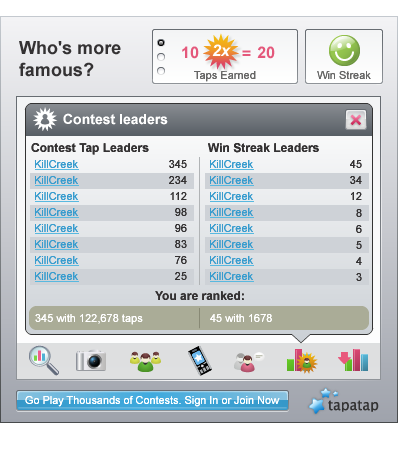 Who's more
famous?
10 2x = 20
Taps Earned
Win Streak
Contest leaders
Contest Tap Leaders
KillCreek 345
KillCreek 234
KillCreek 112
KillCreek 98
KillCreek 96
KillCreek 83
KillCreek 76
KillCreek 25
Win Streak Leaders
KillCreek 45
KillCreek 34
KillCreek 12
KillCreek 8
KillCreek 6
KillCreek 5
KillCreek 4
KillCreek 3
You are ranked:
345 with 122,678 taps
45 with 1678
Go Play Thousands of Contests. Sign In or Join Now
tapatap